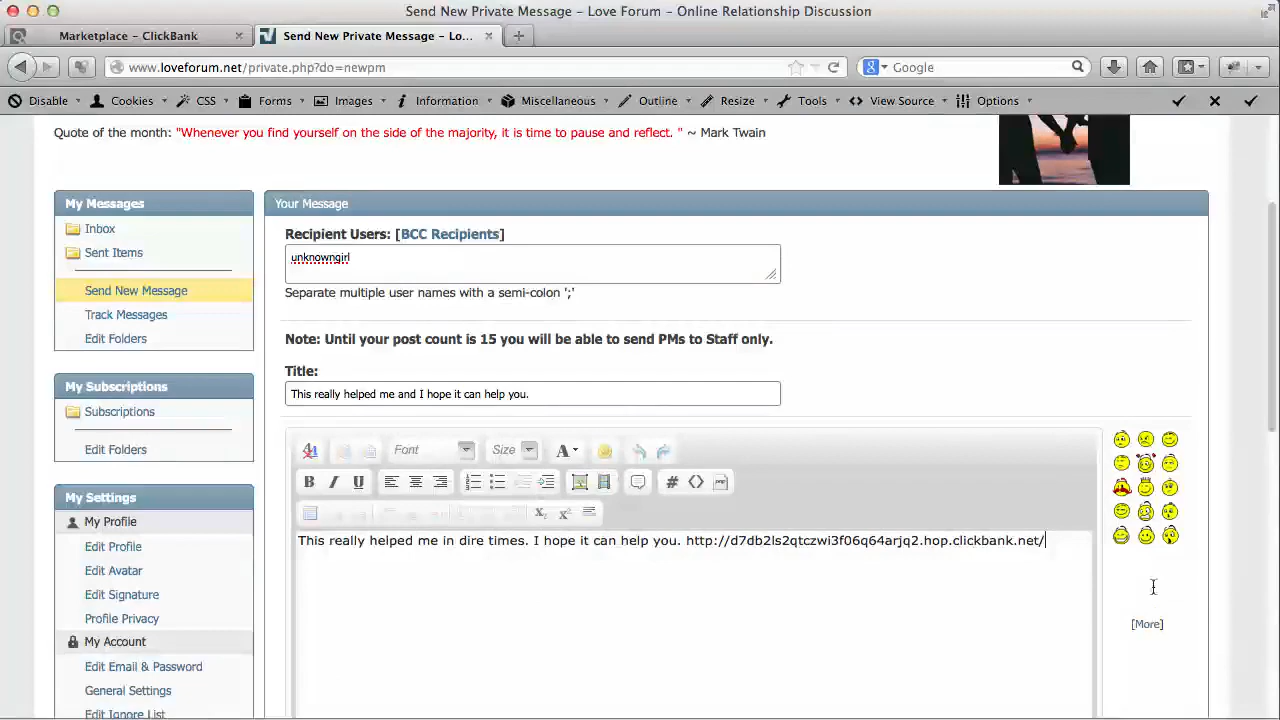 Send New Private Message – Love Forum – Online Relationship Discussion
Marketplace – ClickBank
Send New Private Message – Lo...
www.loveforum.net/private.php?do=newpm
Google
Disable Cookies CSS Forms Images Information Miscellaneous Outline Resize Tools View Source Options
Quote of the month: "Whenever you find yourself on the side of the majority, it is time to pause and reflect. " ~ Mark Twain
My Messages
Inbox
Sent Items
Send New Message
Track Messages
Edit Folders
My Subscriptions
Subscriptions
Edit Folders
My Settings
My Profile
Edit Profile
Edit Avatar
Edit Signature
Profile Privacy
My Account
Edit Email & Password
General Settings
Edit Ignore List
Your Message
Recipient Users: [BCC Recipients]
unknowngirl
Separate multiple user names with a semi-colon ';'
Note: Until your post count is 15 you will be able to send PMs to Staff only.
Title:
This really helped me and I hope it can help you.
Font Size A
B I U
This really helped me in dire times. I hope it can help you. http://d7db2ls2qtczwi3f06q64arjq2.hop.clickbank.net/
[More]